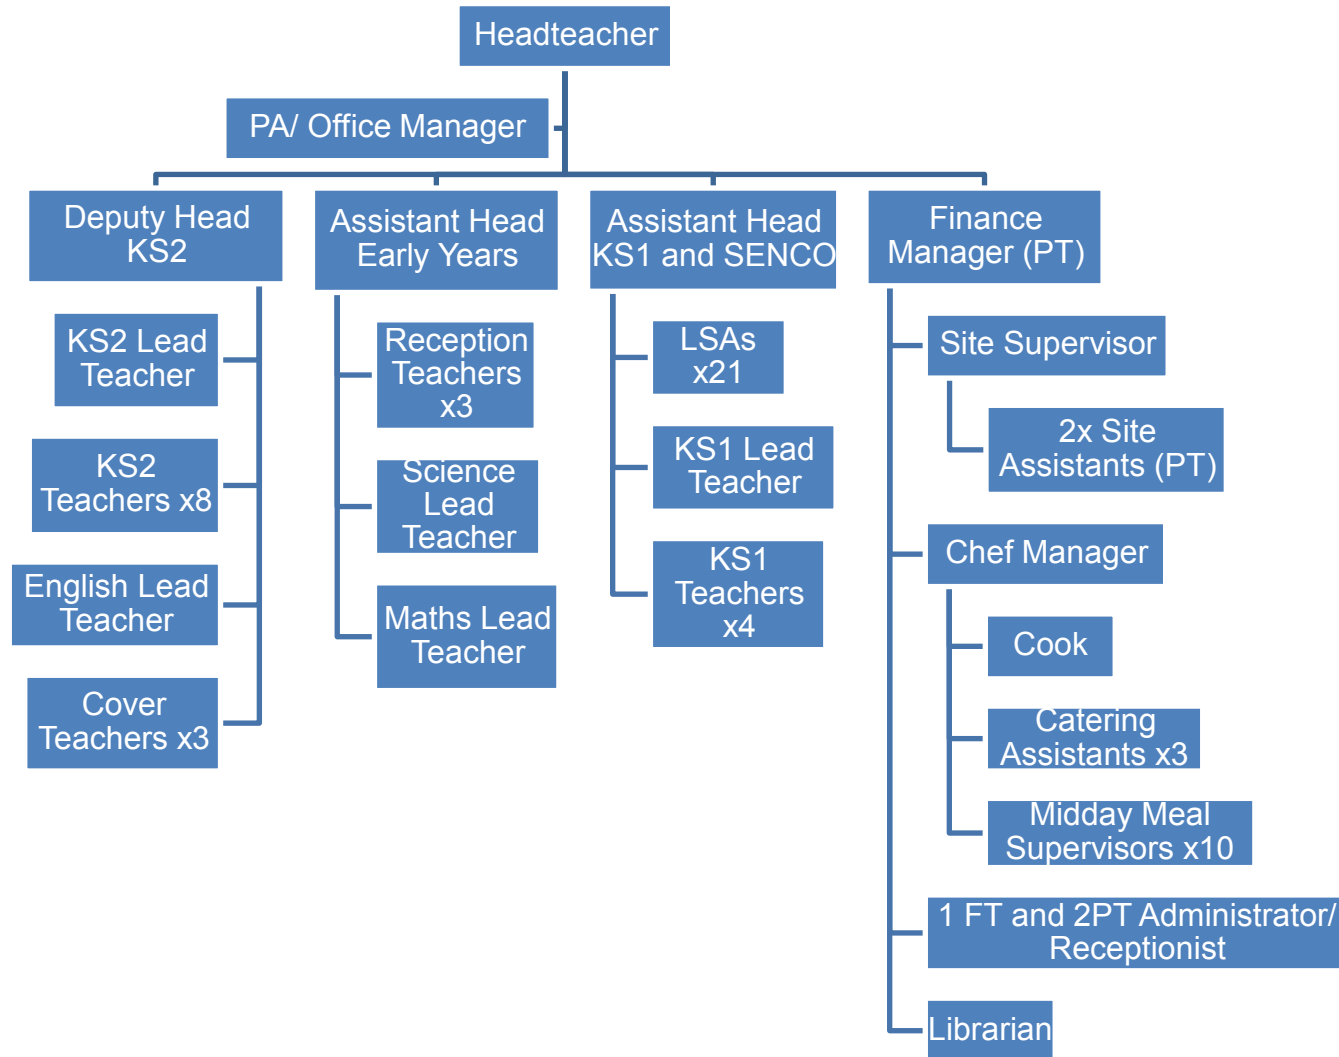 Headteacher
PA/ Office Manager
Deputy Head
KS2
KS2 Lead
Teacher
KS2
Teachers x8
English Lead
Teacher
Cover
Teachers x3
Assistant Head
Early Years
Reception
Teachers
x3
Science
Lead
Teacher
Maths Lead
Teacher
Assistant Head
KS1 and SENCO
LSAs
x21
KS1 Lead
Teacher
KS1
Teachers
x4
Finance
Manager (PT)
Site Supervisor
2x Site
Assistants (PT)
Chef Manager
Cook
Catering
Assistants x3
Midday Meal
Supervisors x10
1 FT and 2PT Administrator/
Receptionist
Librarian